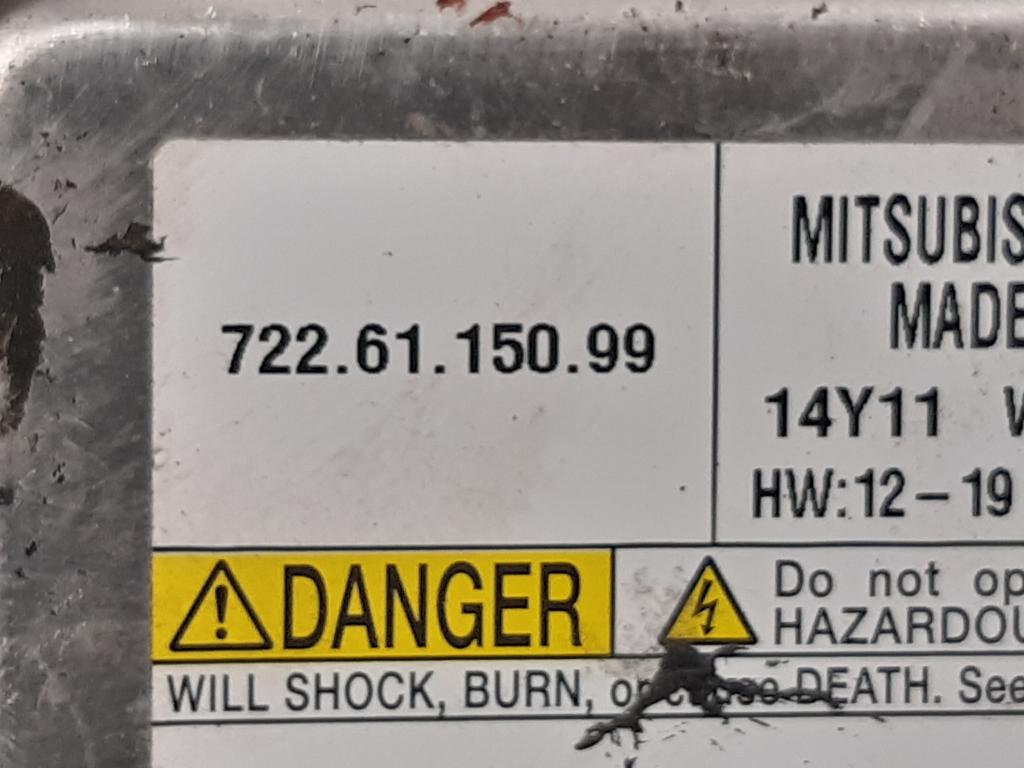 722.61.150.99
MITSUBIS
MADE
14Y11
HW:12-19
DANGER
Do not op
HAZARDOU
WILL SHOCK, BURN, or cause DEATH. See